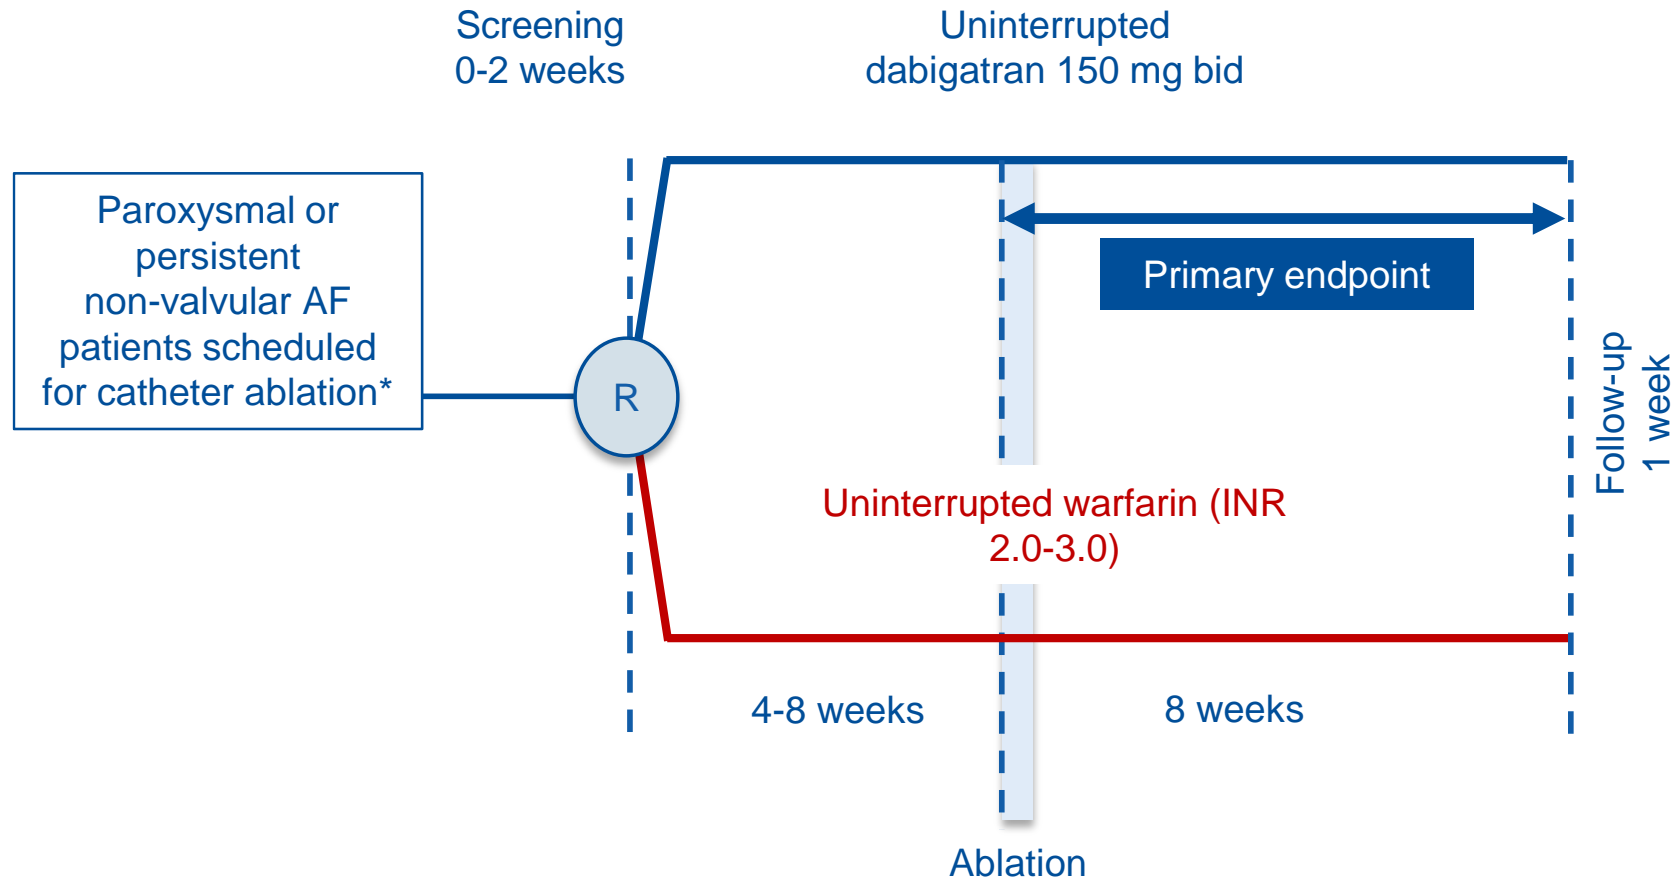 Screening
0-2 weeks
Uninterrupted
dabigatran 150 mg bid
Paroxysmal or
persistent
non-valvular AF
patients scheduled
for catheter ablation*
R
Primary endpoint
Uninterrupted warfarin (INR
2.0-3.0)
4-8 weeks
8 weeks
Follow-up
1 week
Ablation